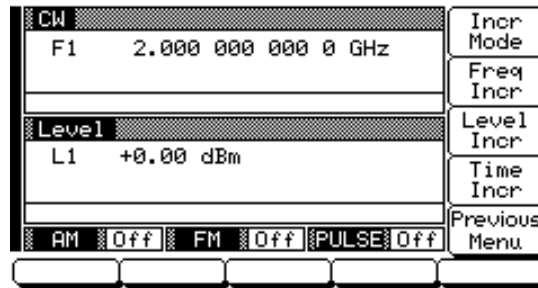 CW
F1 2.000 000 000 0 GHz
Level
L1 +0.00 dBm
AM Off FM Off PULSE Off
Incr
Mode
Freq
Incr
Level
Incr
Time
Incr
Previous
Menu